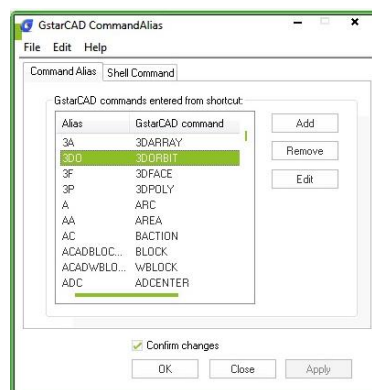 GstarCAD CommandAlias
File Edit Help
Command Alias Shell Command
GstarCAD commands entered from shortcut:
Alias GstarCAD command
3A 3DARRAY
3DO 3DORBIT
3F 3DFACE
3P 3DPOLY
A ARC
AA AREA
AC BACTION
ACADBLOC... BLOCK
ACADWBLO... WBLOCK
ADC ADCENTER
Add
Remove
Edit
Confirm changes
OK Close Apply